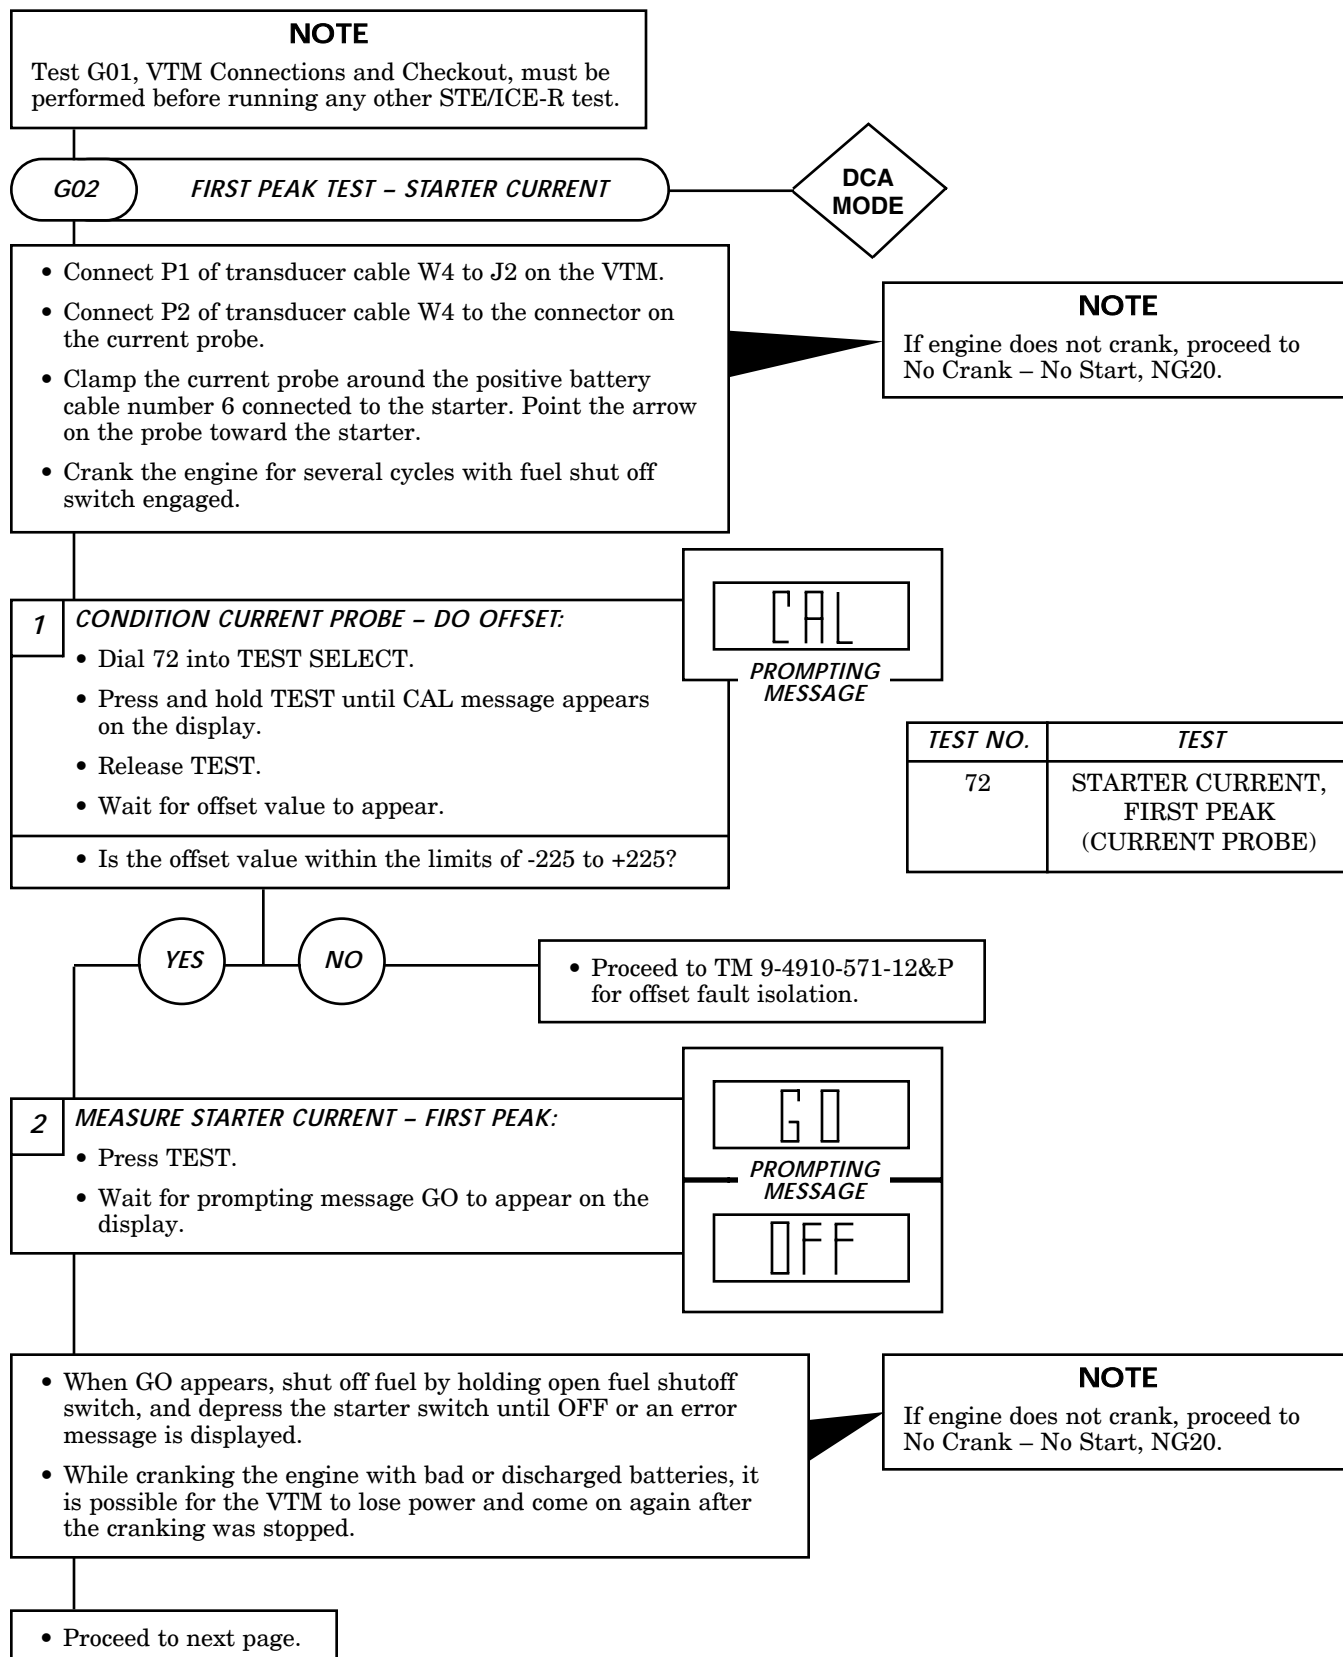 NOTE
Test G01, VTM Connections and Checkout, must be
performed before running any other STE/ICE-R test.
G02
FIRST PEAK TEST – STARTER CURRENT
DCA
MODE
• Connect P1 of transducer cable W4 to J2 on the VTM.
• Connect P2 of transducer cable W4 to the connector on
the current probe.
• Clamp the current probe around the positive battery
cable number 6 connected to the starter. Point the arrow
on the probe toward the starter.
• Crank the engine for several cycles with fuel shut off
switch engaged.
NOTE
If engine does not crank, proceed to
No Crank – No Start, NG20.
1
CONDITION CURRENT PROBE – DO OFFSET:
• Dial 72 into TEST SELECT.
• Press and hold TEST until CAL message appears
on the display.
• Release TEST.
• Wait for offset value to appear.
• Is the offset value within the limits of -225 to +225?
CAL
PROMPTING
MESSAGE
TEST NO.
TEST
72
STARTER CURRENT,
FIRST PEAK
(CURRENT PROBE)
YES
NO
• Proceed to TM 9-4910-571-12&P
for offset fault isolation.
2
MEASURE STARTER CURRENT – FIRST PEAK:
• Press TEST.
• Wait for prompting message GO to appear on the
display.
GO
PROMPTING
MESSAGE
OFF
• When GO appears, shut off fuel by holding open fuel shutoff
switch, and depress the starter switch until OFF or an error
message is displayed.
• While cranking the engine with bad or discharged batteries, it
is possible for the VTM to lose power and come on again after
the cranking was stopped.
NOTE
If engine does not crank, proceed to
No Crank – No Start, NG20.
• Proceed to next page.